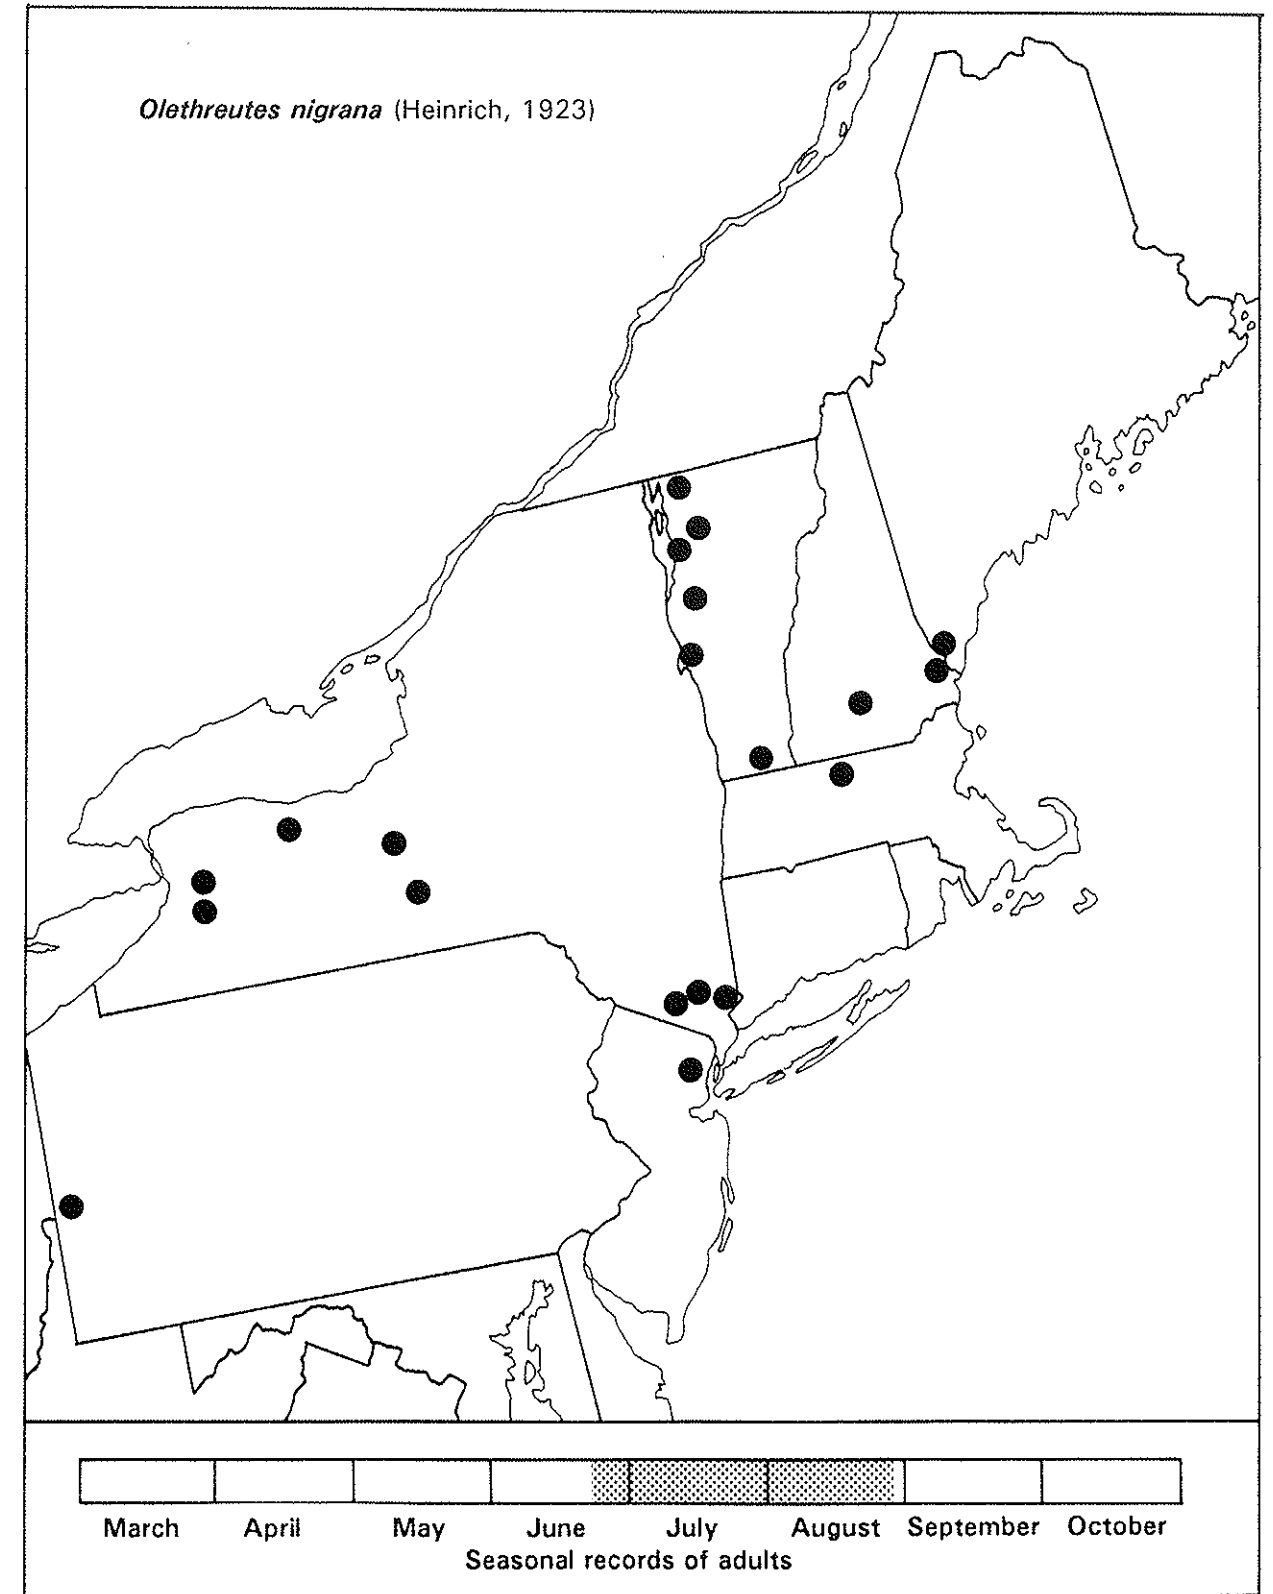 Olethreutes nigrana (Heinrich, 1923)
March April May June July August September October
Seasonal records of adults